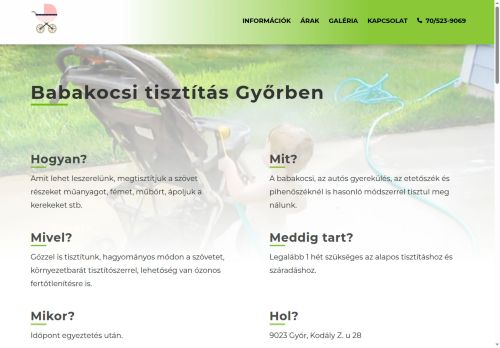 INFORMÁCIÓK ÁRAK GALÉRIA KAPCSOLAT 70/523-9069
Babakocsi tisztítás Győrben
Hogyan?
Amit lehet leszerelünk, megtisztítjuk a szövet
részeket műanyagot, fémet, műbőrt, ápoljuk a
kerekeket stb.
Mit?
A babakocsi, az autós gyerekülés, az etetőszék és
pihenőszéknél is hasonló módszerrel tisztul meg
nálunk.
Mivel?
Gőzzel is tisztítunk, hagyományos módon a szövetet,
környezetbarát tisztítószerrel, lehetőség van ózonos
fertőtlenítésre is.
Meddig tart?
Legalább 1 hét szükséges az alapos tisztításhoz és
száradáshoz.
Mikor?
Időpont egyeztetés után.
Hol?
9023 Győr, Kodály Z. u 28